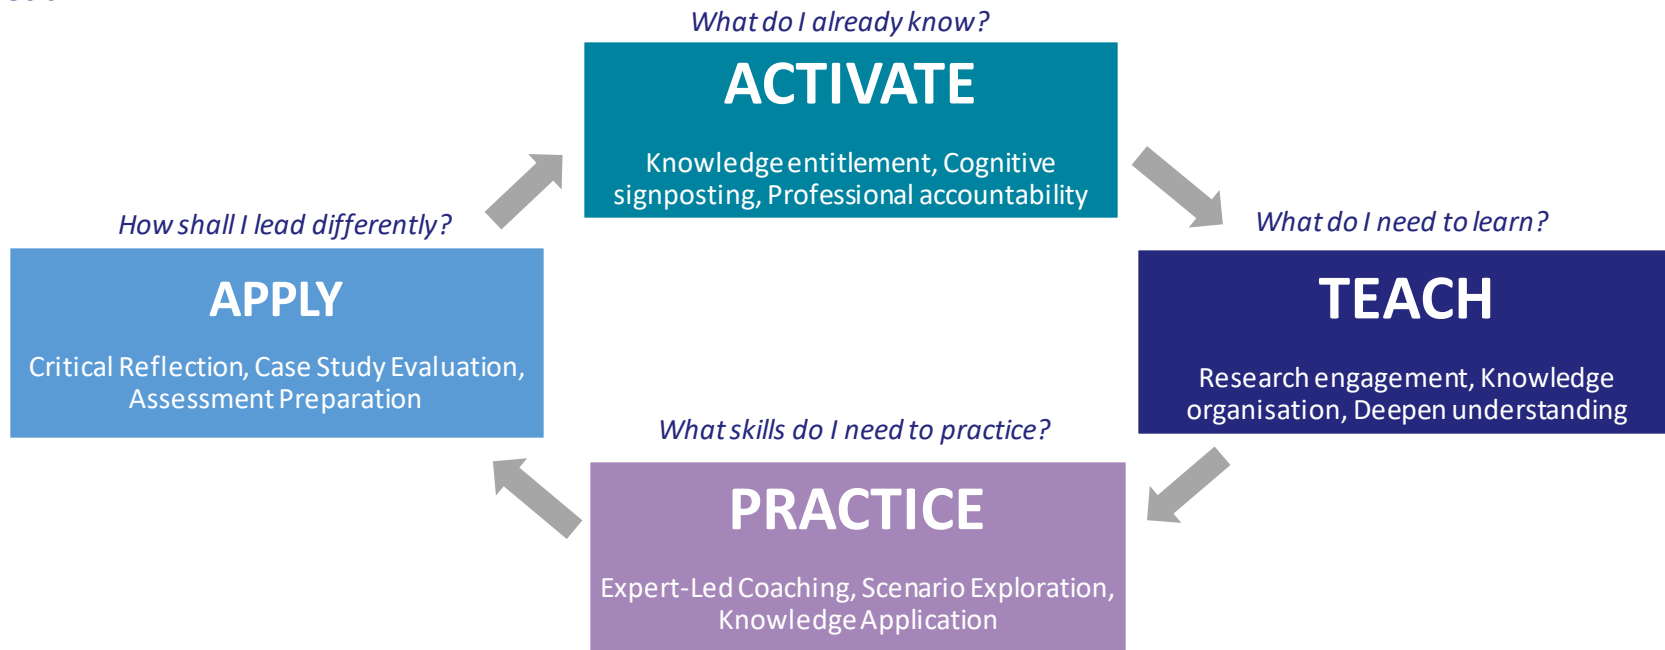 What do I already know?
ACTIVATE
Knowledge entitlement, Cognitive
signposting, Professional accountability
What do I need to learn?
TEACH
Research engagement, Knowledge
organisation, Deepen understanding
What skills do I need to practice?
PRACTICE
Expert-Led Coaching, Scenario Exploration,
Knowledge Application
How shall I lead differently?
APPLY
Critical Reflection, Case Study Evaluation,
Assessment Preparation